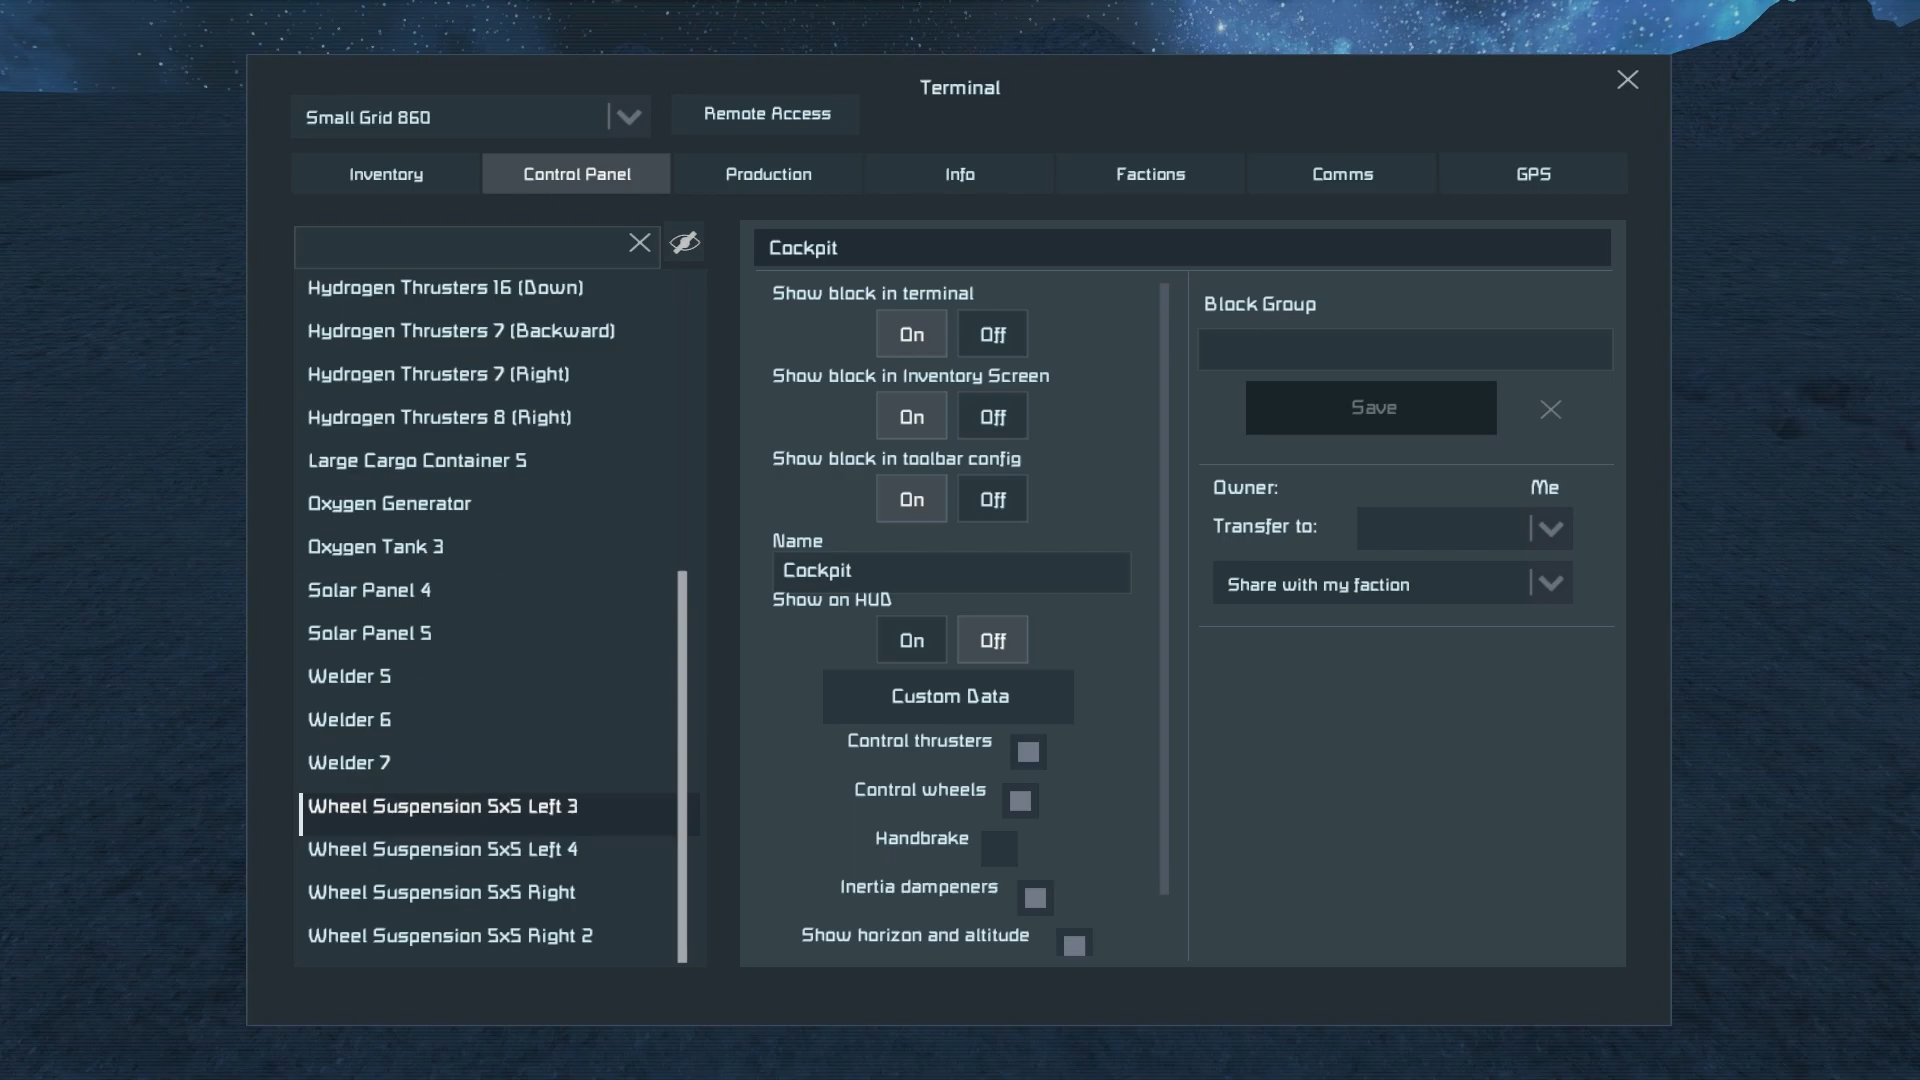 Terminal
Small Grid 860
Remote Access
Inventory
Control Panel
Production
Info
Factions
Comms
GPS
Hydrogen Thrusters 16 (Down)
Hydrogen Thrusters 7 (Backward)
Hydrogen Thrusters 7 (Right)
Hydrogen Thrusters 8 (Right)
Large Cargo Container 5
Oxygen Generator
Oxygen Tank 3
Solar Panel 4
Solar Panel 5
Welder 5
Welder 6
Welder 7
Wheel Suspension 5x5 Left 3
Wheel Suspension 5x5 Left 4
Wheel Suspension 5x5 Right
Wheel Suspension 5x5 Right 2
Cockpit
Show block in terminal
On Off
Show block in Inventory Screen
On Off
Show block in toolbar config
On Off
Name
Cockpit
Show on HUD
On Off
Custom Data
Control thrusters
Control wheels
Handbrake
Inertia dampeners
Show horizon and altitude
Block Group
Save
Owner: Me
Transfer to:
Share with my faction